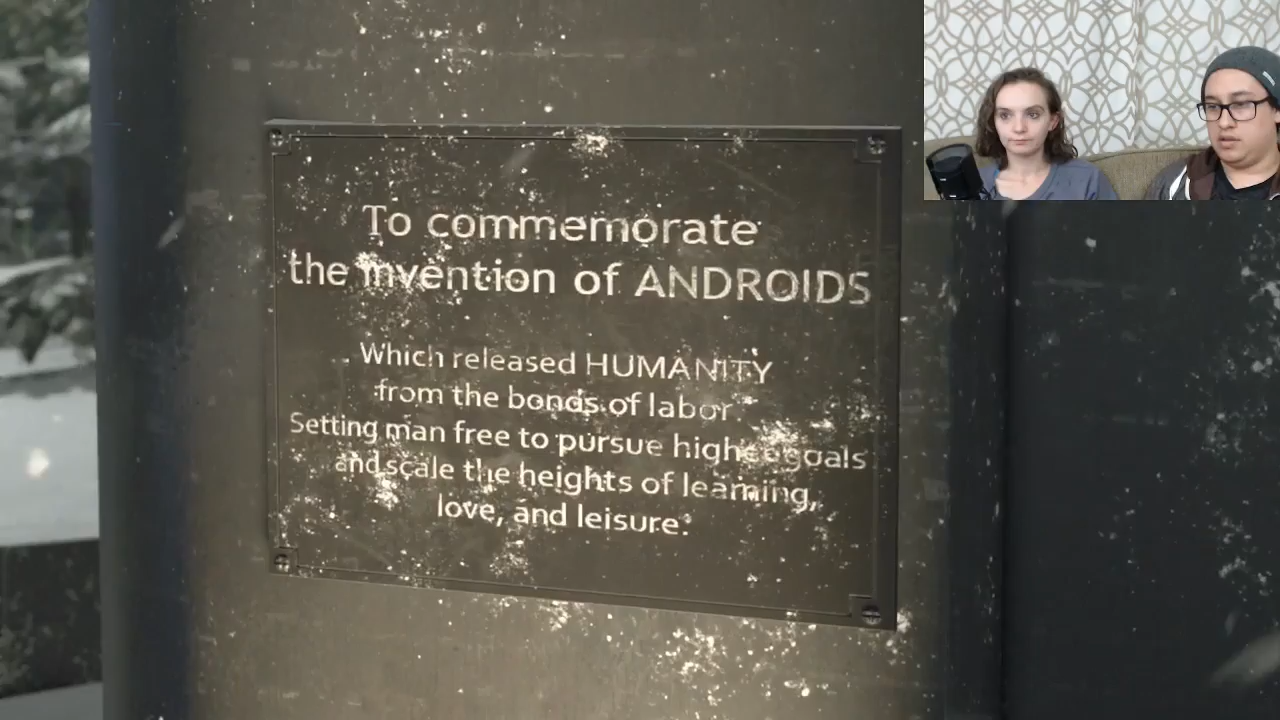 To commemorate
the invention of ANDROIDS
Which released HUMANITY
from the bonds of labor
Setting man free to pursue higher goals
and scale the heights of learning,
love, and leisure.